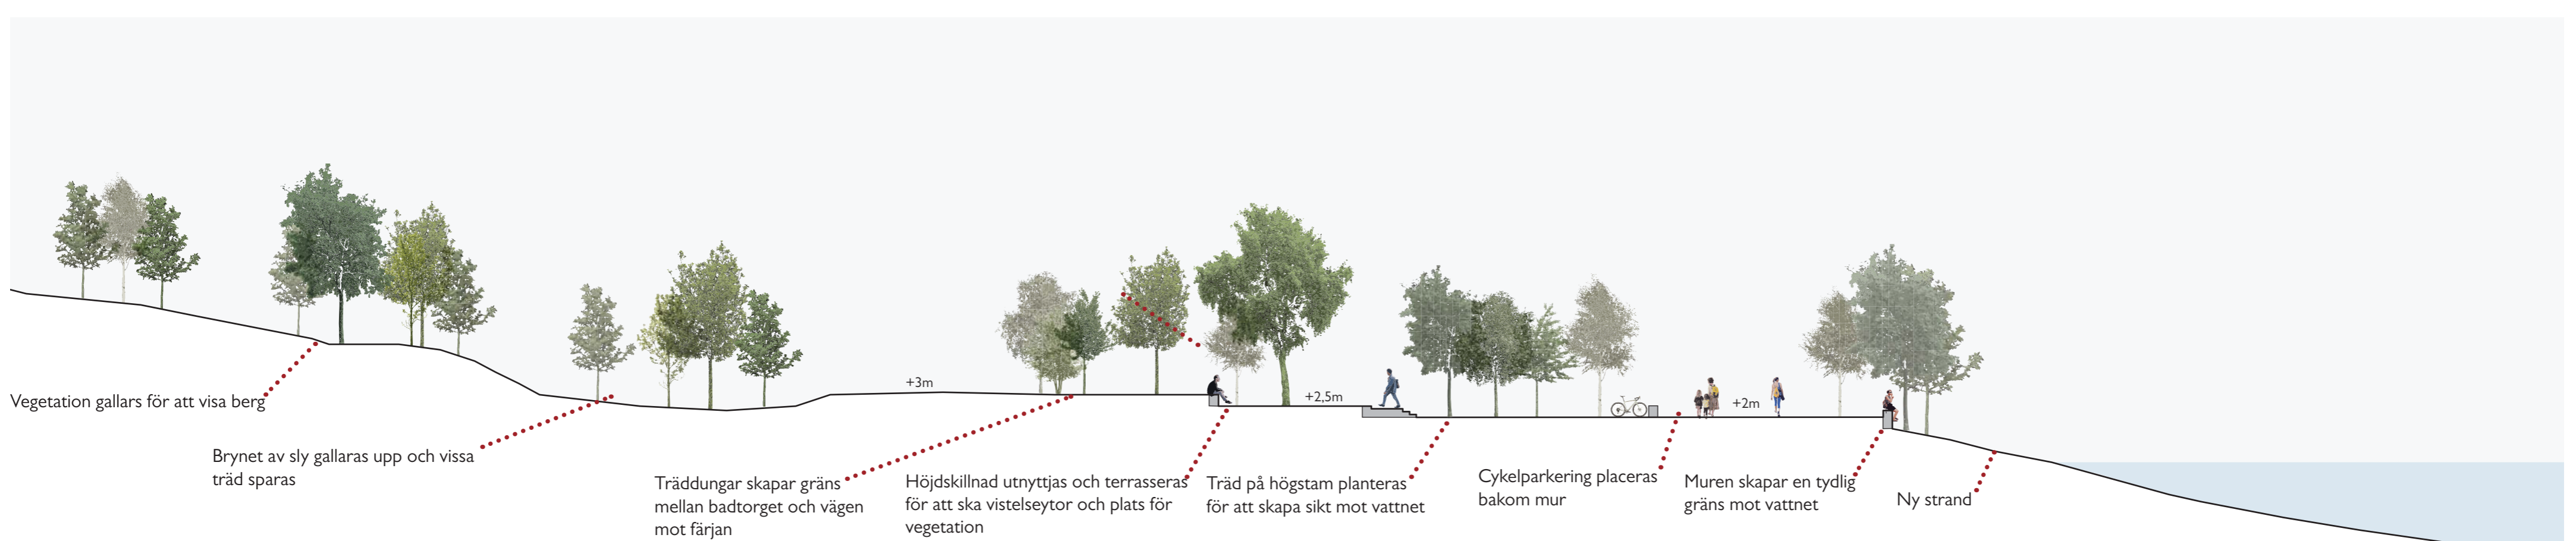 +3m
+2,5m
+2m
Vegetation gallars för att visa berg
Brynet av sly gallaras upp och vissa
träd sparas
Träddungar skapar gräns
mellan badtorget och vägen
mot färjan
Höjdskillnad utnyttjas och terrasseras
för att ska vistelseytor och plats för
vegetation
Träd på högstam planteras
för att skapa sikt mot vattnet
Cykelparkering placeras
bakom mur
Muren skapar en tydlig
gräns mot vattnet
Ny strand